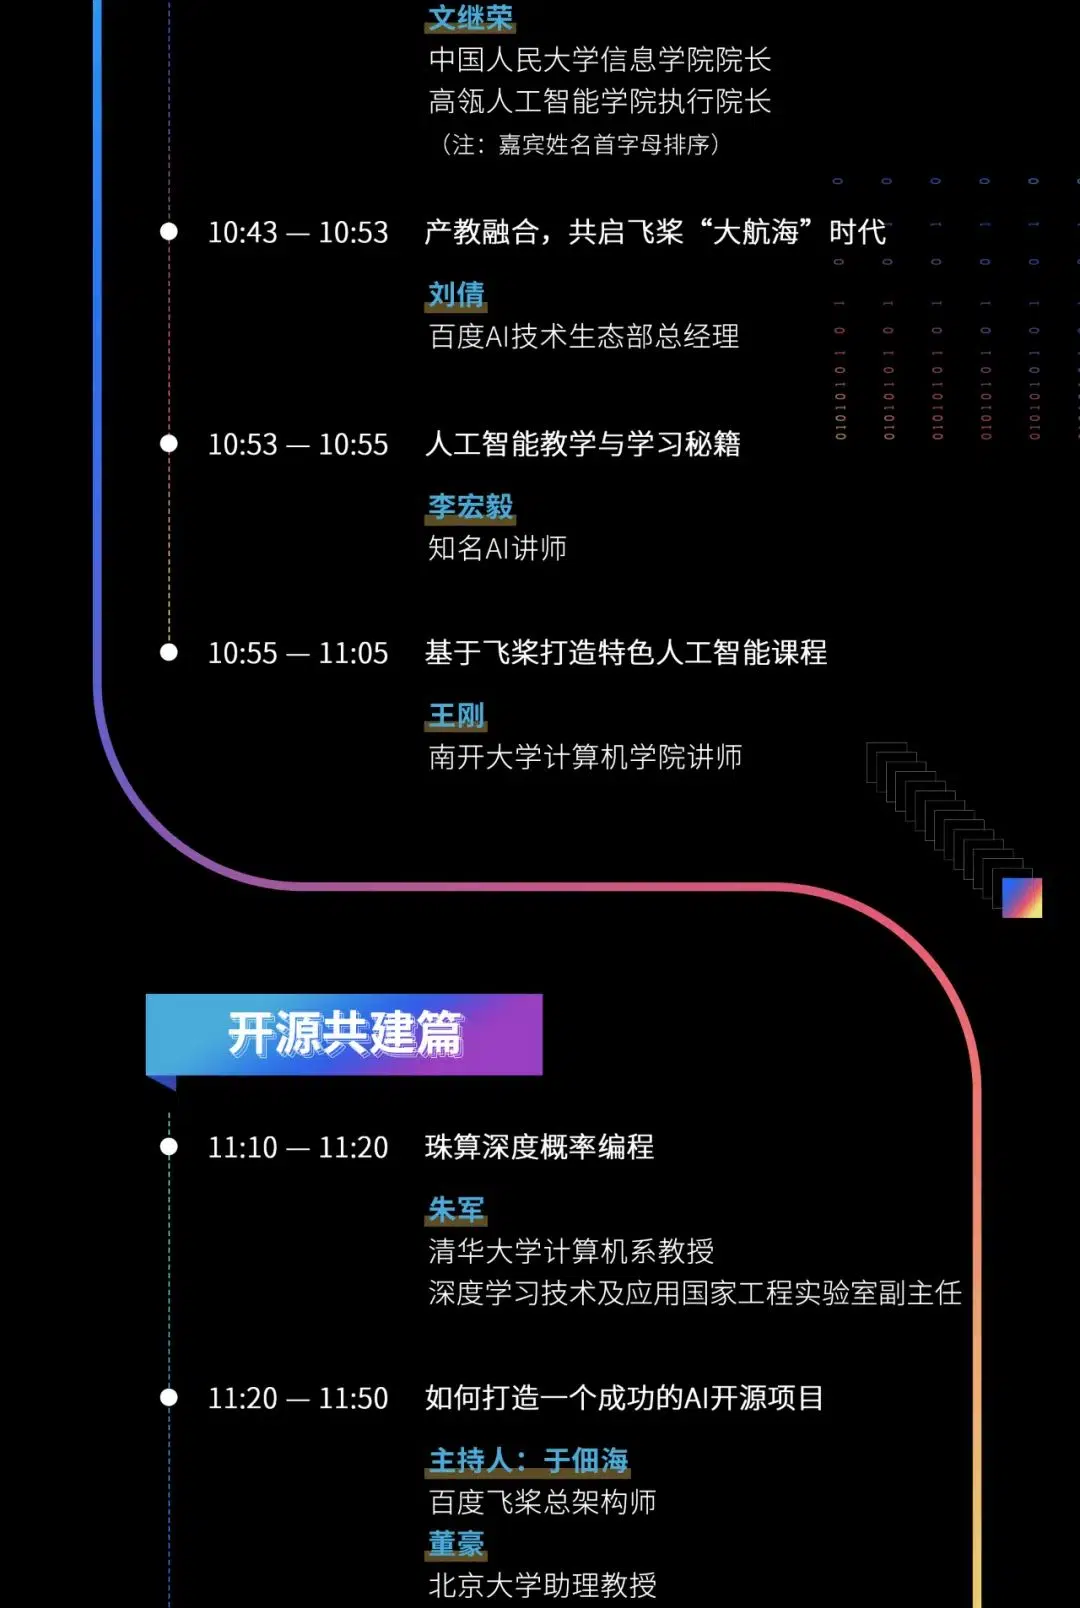 文继荣
中国人民大学信息学院院长
高瓴人工智能学院执行院长
（注：嘉宾姓名首字母排序）
10:43 — 10:53 产教融合，共启飞桨“大航海”时代
刘倩
百度AI技术生态部总经理
10:53 — 10:55 人工智能教学与学习秘籍
李宏毅
知名AI讲师
10:55 — 11:05 基于飞桨打造特色人工智能课程
王刚
南开大学计算机学院讲师
开源共建篇
11:10 — 11:20 珠算深度概率编程
朱军
清华大学计算机系教授
深度学习技术及应用国家工程实验室副主任
11:20 — 11:50 如何打造一个成功的AI开源项目
主持人：于佃海
百度飞桨总架构师
董豪
北京大学助理教授